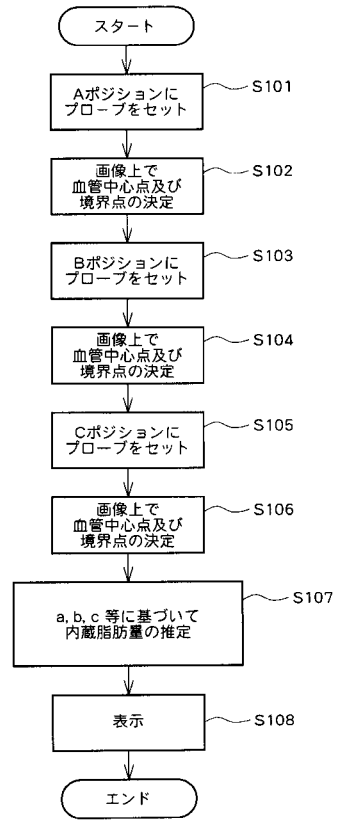 スタート
Aポジションに
プローブをセット
S101
画像上で
血管中心点及び
境界点の決定
S102
Bポジションに
プローブをセット
S103
画像上で
血管中心点及び
境界点の決定
S104
Cポジションに
プローブをセット
S105
画像上で
血管中心点及び
境界点の決定
S106
a, b, c 等に基づいて
内蔵脂肪量の推定
S107
表示
S108
エンド